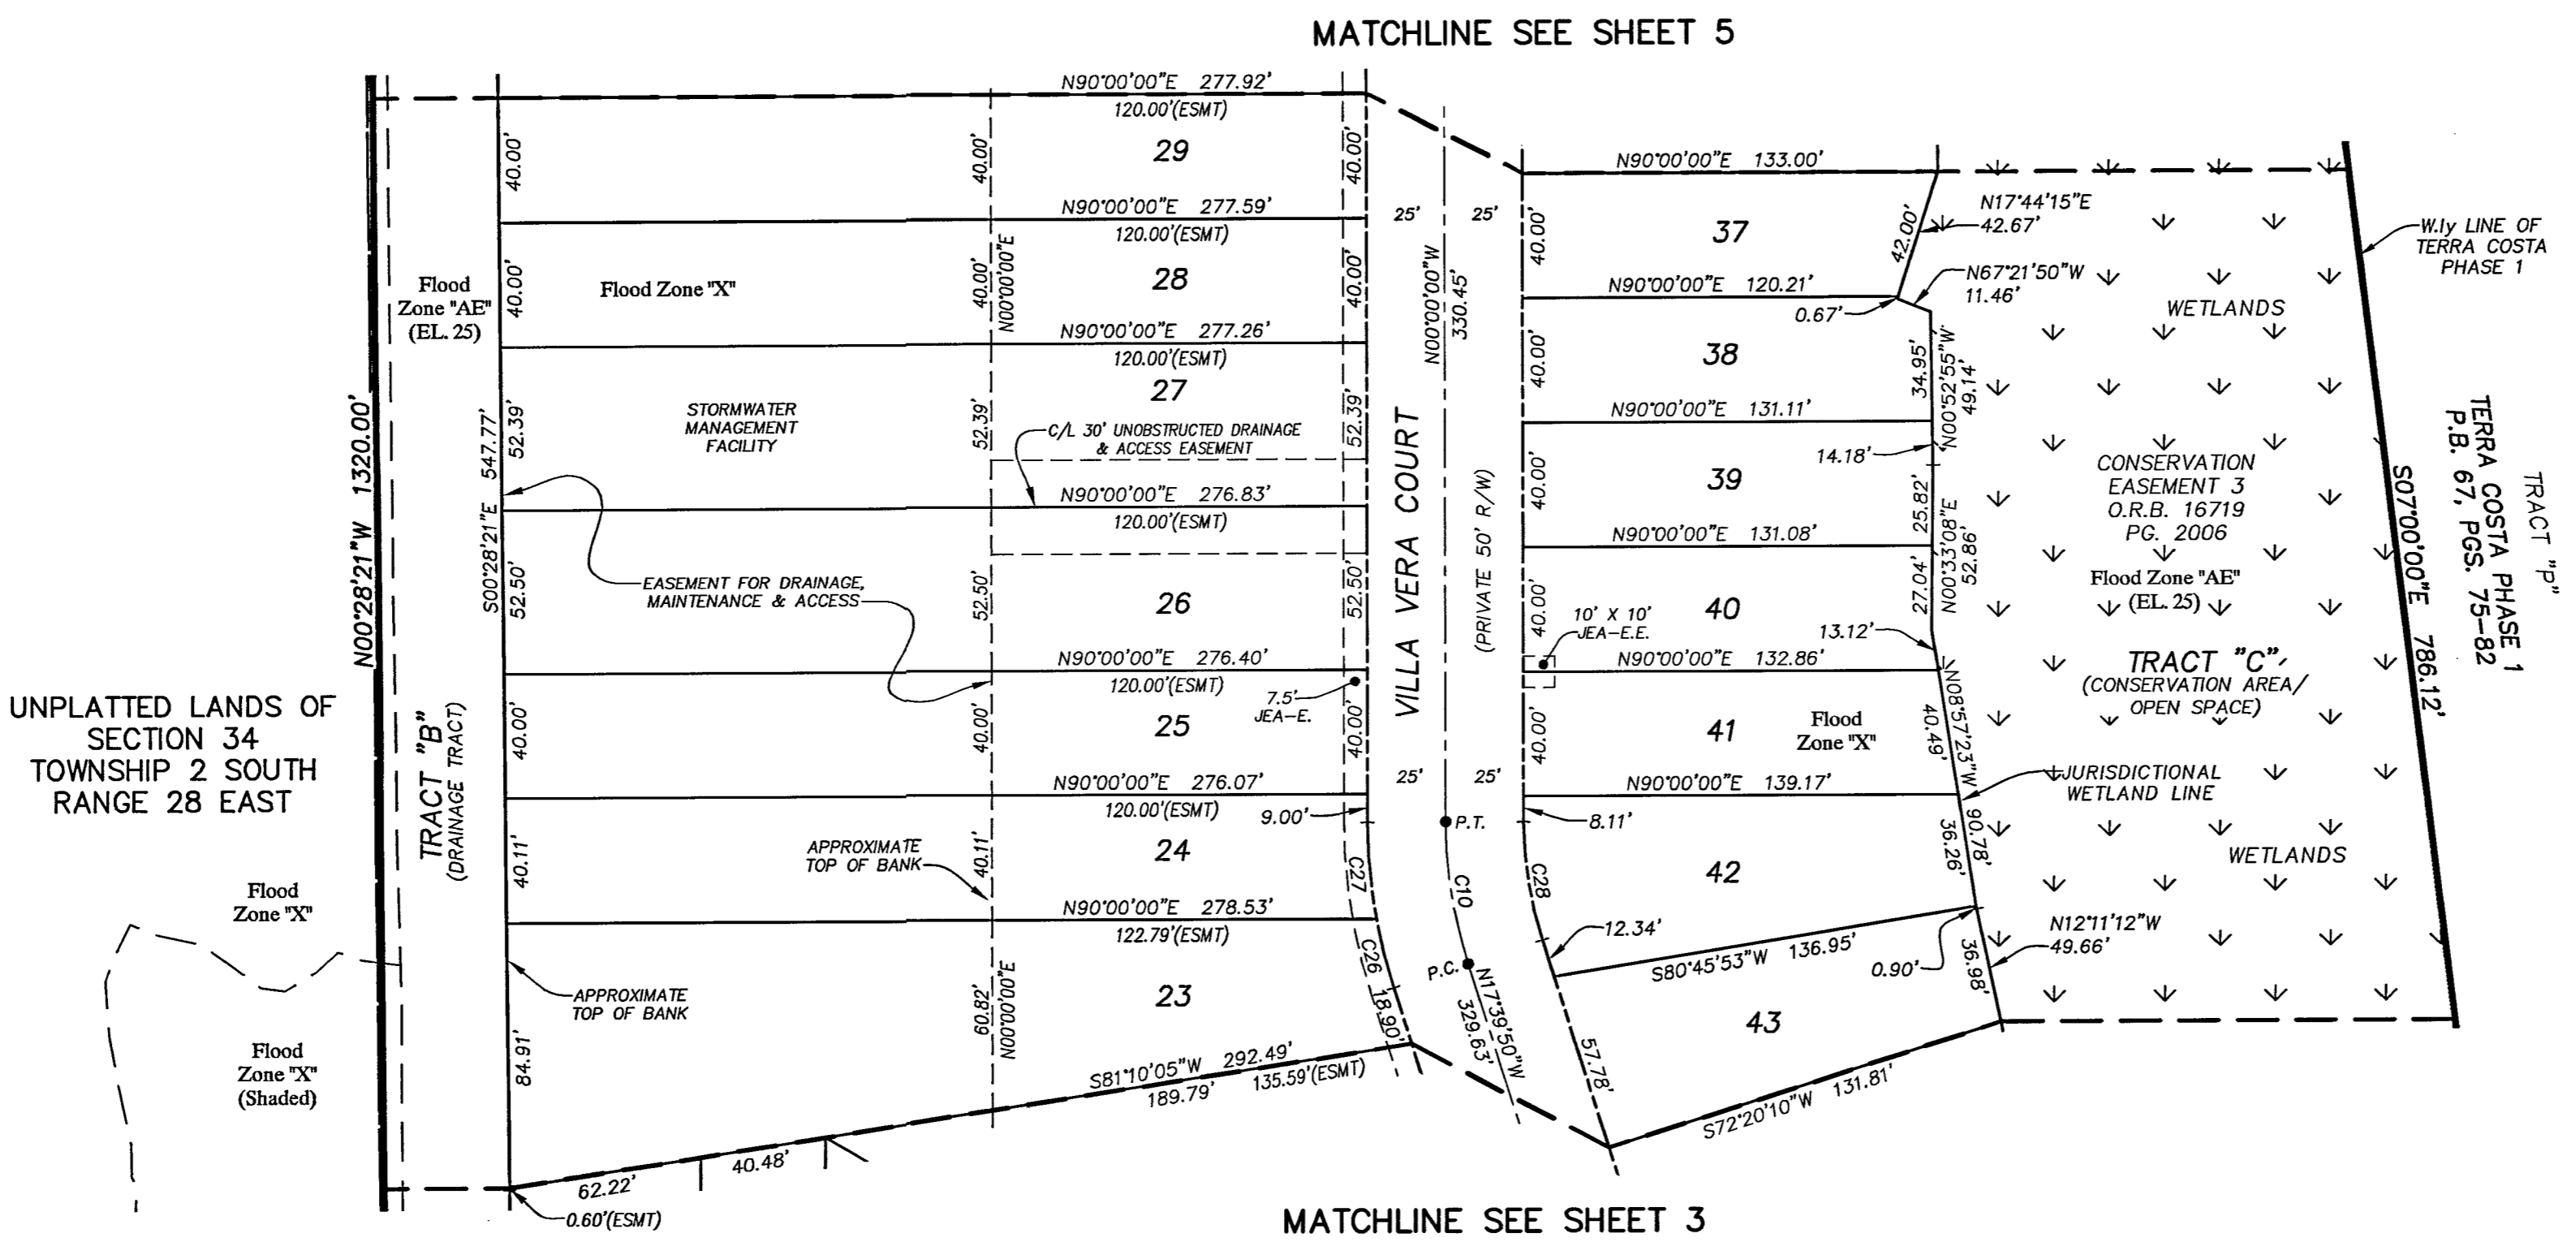 MATCHLINE SEE SHEET 5
N90°00'00"E 277.92'
120.00'(ESMT)
40.00'
40.00'
29
40.00'
N90°00'00"E 277.59'
120.00'(ESMT)
Flood
Zone "AE"
(EL. 25)
40.00'
Flood Zone "X"
40.00'
N00°00'00"E
28
40.00'
N90°00'00"E 277.26'
120.00'(ESMT)
27
52.39'
STORMWATER
MANAGEMENT
FACILITY
52.39'
C/L 30' UNOBSTRUCTED DRAINAGE
& ACCESS EASEMENT
52.39'
N90°00'00"E 276.83'
120.00'(ESMT)
N00°28'21"W 1320.00'
S00°28'21"E 547.77'
52.50'
EASEMENT FOR DRAINAGE,
MAINTENANCE & ACCESS
52.50'
26
52.50'
N90°00'00"E 276.40'
120.00'(ESMT)
7.5'
JEA-E.
UNPLATTED LANDS OF
SECTION 34
TOWNSHIP 2 SOUTH
RANGE 28 EAST
TRACT "B"
(DRAINAGE TRACT)
40.00'
40.00'
25
40.00'
N90°00'00"E 276.07'
120.00'(ESMT)
9.00'
40.11'
APPROXIMATE
TOP OF BANK
40.11'
24
C27
N90°00'00"E 278.53'
122.79'(ESMT)
Flood
Zone "X"
Flood
Zone "X"
(Shaded)
APPROXIMATE
TOP OF BANK
84.91'
60.82'
N00°00'00"E
23
C26
18.90'
S81°10'05"W 292.49'
189.79'
135.59'(ESMT)
40.48'
62.22'
0.60'(ESMT)
25'
25'
N00°00'00"W
330.45'
VILLA VERA COURT
(PRIVATE 50' R/W)
25'
25'
P.T.
C10
P.C.
N17°39'50"W
329.63'
N90°00'00"E 133.00'
40.00'
37
42.00'
N17°44'15"E
42.67'
N90°00'00"E 120.21'
0.67'
N67°21'50"W
11.46'
40.00'
38
34.95'
N00°52'55"W
49.14'
N90°00'00"E 131.11'
14.18'
40.00'
39
25.82'
N90°00'00"E 131.08'
N00°33'08"E
52.86'
40.00'
40
27.04'
10' X 10'
JEA-E.E.
13.12'
N90°00'00"E 132.86'
40.00'
41
Flood
Zone "X"
N08°57'23"W 90.78'
40.49'
N90°00'00"E 139.17'
8.11'
JURISDICTIONAL
WETLAND LINE
C28
42
36.26'
12.34'
S80°45'53"W 136.95'
0.90'
N12°11'12"W
49.66'
36.98'
43
57.78'
S72°20'10"W 131.81'
WETLANDS
CONSERVATION
EASEMENT 3
O.R.B. 16719
PG. 2006
Flood Zone "AE"
(EL. 25)
TRACT "C"
(CONSERVATION AREA/
OPEN SPACE)
WETLANDS
W.ly LINE OF
TERRA COSTA
PHASE 1
S07°00'00"E 786.12'
TERRA COSTA PHASE 1
P.B. 67, PGS. 75-82
TRACT "P"
MATCHLINE SEE SHEET 3